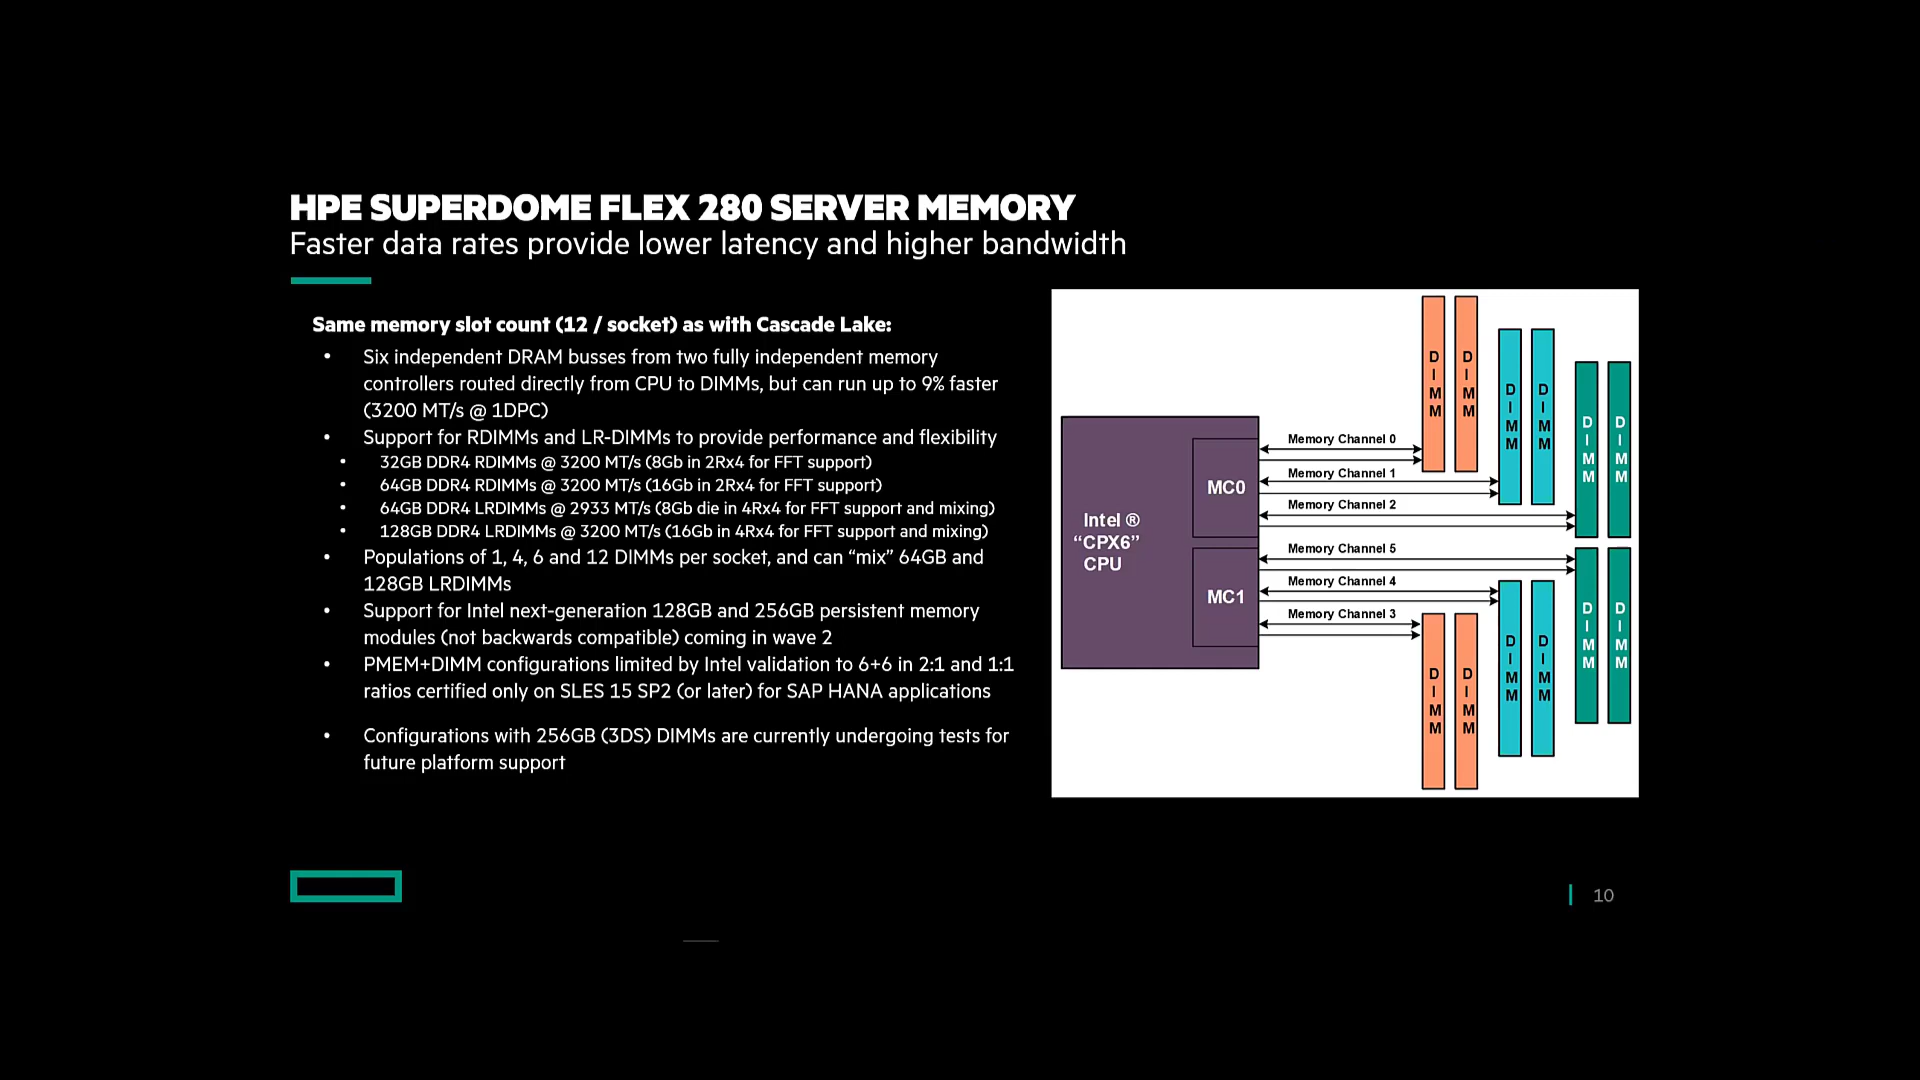 HPE SUPERDOME FLEX 280 SERVER MEMORY
Faster data rates provide lower latency and higher bandwidth
Same memory slot count (12 / socket) as with Cascade Lake:
• Six independent DRAM busses from two fully independent memory
controllers routed directly from CPU to DIMMs, but can run up to 9% faster
(3200 MT/s @ 1DPC)
• Support for RDIMMs and LR-DIMMs to provide performance and flexibility
• 32GB DDR4 RDIMMs @ 3200 MT/s (8Gb in 2Rx4 for FFT support)
• 64GB DDR4 RDIMMs @ 3200 MT/s (16Gb in 2Rx4 for FFT support)
• 64GB DDR4 LRDIMMs @ 2933 MT/s (8Gb die in 4Rx4 for FFT support and mixing)
• 128GB DDR4 LRDIMMs @ 3200 MT/s (16Gb in 4Rx4 for FFT support and mixing)
• Populations of 1, 4, 6 and 12 DIMMs per socket, and can “mix” 64GB and
128GB LRDIMMs
• Support for Intel next-generation 128GB and 256GB persistent memory
modules (not backwards compatible) coming in wave 2
• PMEM+DIMM configurations limited by Intel validation to 6+6 in 2:1 and 1:1
ratios certified only on SLES 15 SP2 (or later) for SAP HANA applications
• Configurations with 256GB (3DS) DIMMs are currently undergoing tests for
future platform support
Intel ®
“CPX6”
CPU
MC0
MC1
Memory Channel 0
Memory Channel 1
Memory Channel 2
Memory Channel 5
Memory Channel 4
Memory Channel 3
DIMM
DIMM
DIMM
DIMM
DIMM
DIMM
DIMM
DIMM
DIMM
DIMM
DIMM
DIMM
10